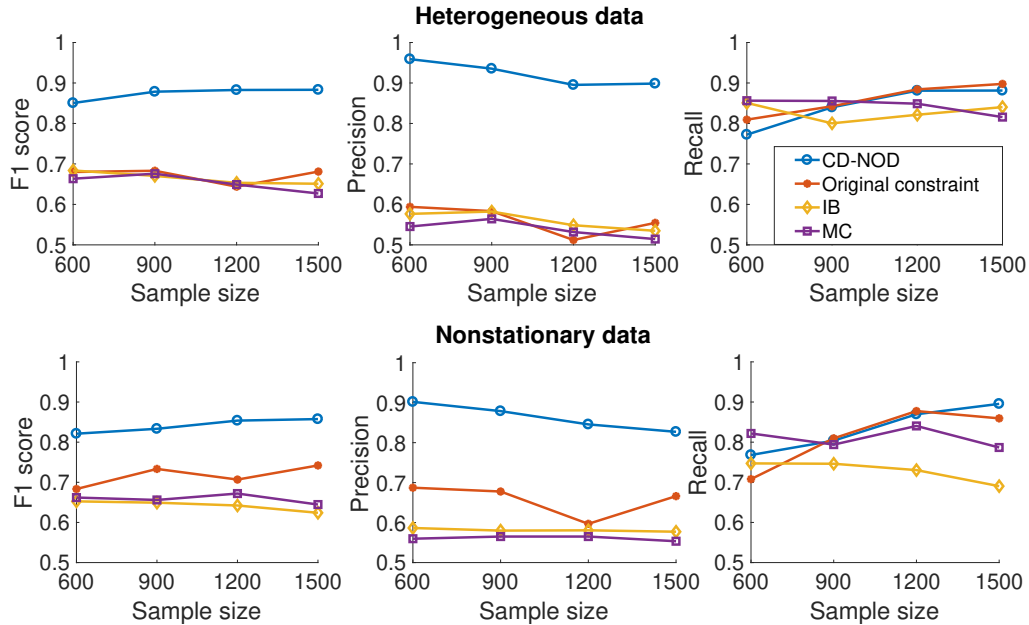 Heterogeneous data
F1 score
1
0.9
0.8
0.7
0.6
0.5
600 900 1200 1500
Sample size
Precision
1
0.9
0.8
0.7
0.6
0.5
600 900 1200 1500
Sample size
Recall
1
0.9
0.8
0.7
0.6
0.5
CD-NOD
Original constraint
IB
MC
600 900 1200 1500
Sample size
Nonstationary data
F1 score
1
0.9
0.8
0.7
0.6
0.5
600 900 1200 1500
Sample size
Precision
1
0.9
0.8
0.7
0.6
0.5
600 900 1200 1500
Sample size
Recall
1
0.9
0.8
0.7
0.6
0.5
600 900 1200 1500
Sample size